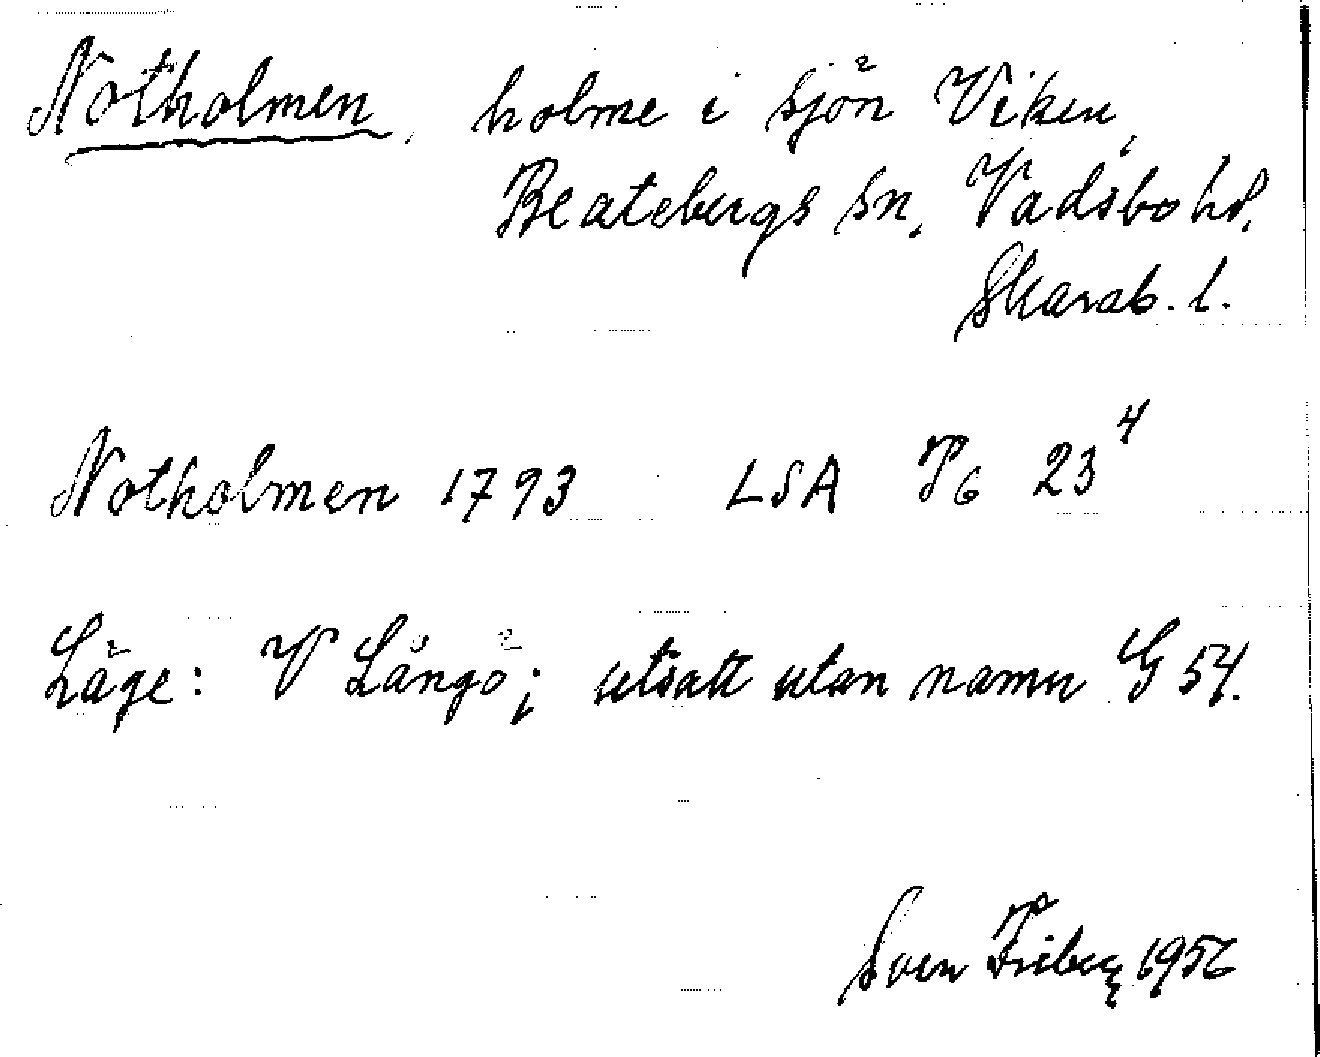 Notholmen, holme i sjön Viken,
Beatebergs sn, Vadsbo hd,
Skarab. l.
Notholmen 1793 LSA P6 23⁴
Läge: V Långö; utsatt utan namn G 54.
Sven Friberg 1956